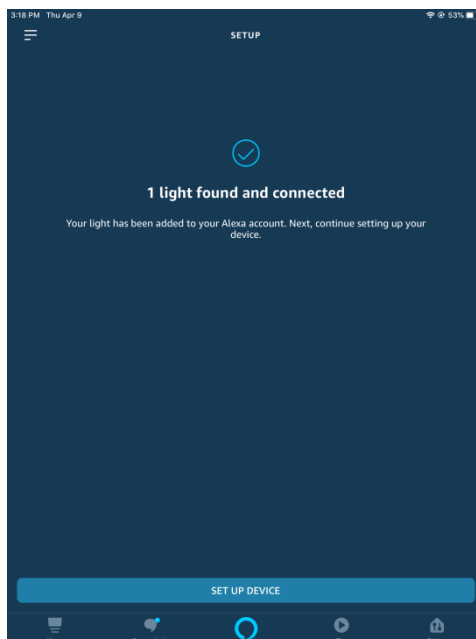 3:18 PM Thu Apr 9 53%
SETUP
1 light found and connected
Your light has been added to your Alexa account. Next, continue setting up your
device.
SET UP DEVICE